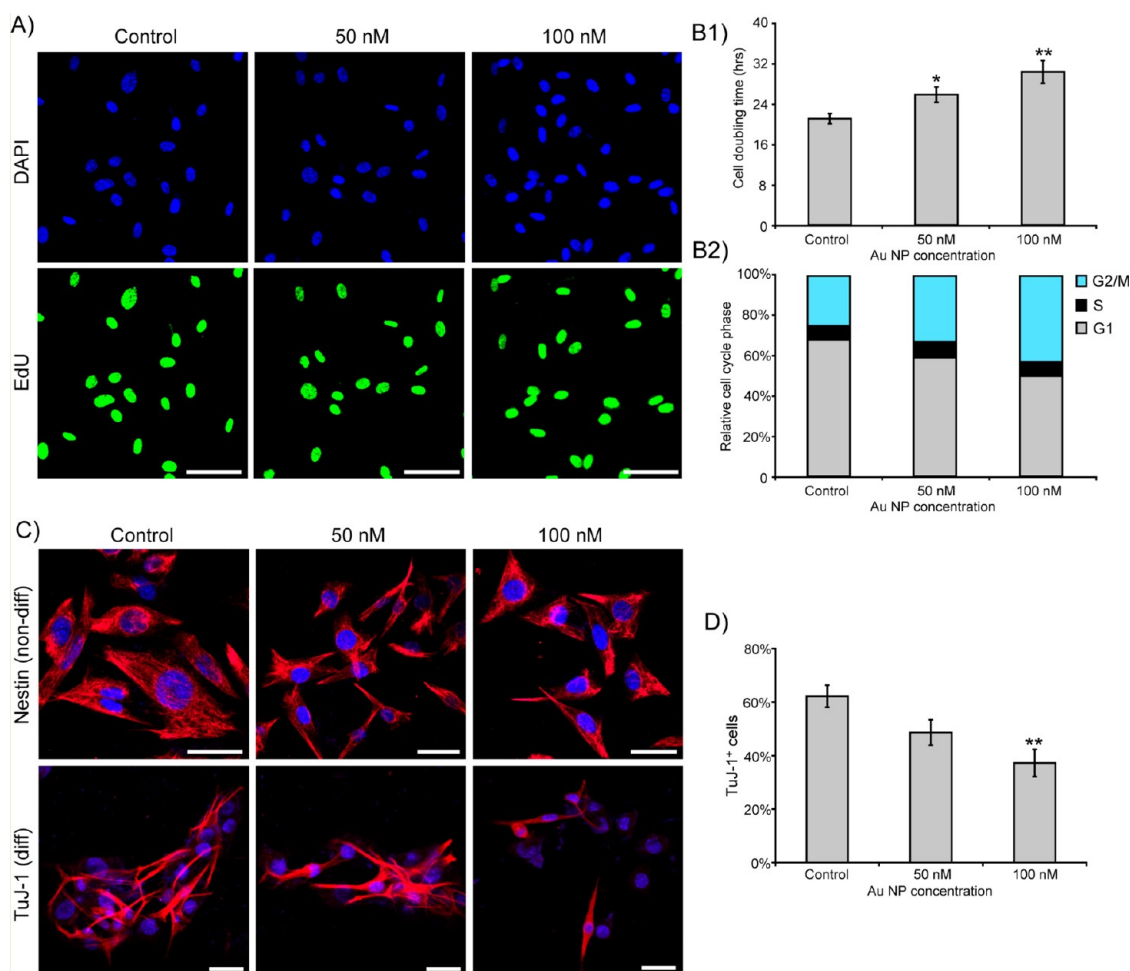 A)
Control
50 nM
100 nM
DAPI
EdU
B1)
Cell doubling time (hrs)
40
32
24
16
8
0
*
**
Control
50 nM
100 nM
Au NP concentration
B2)
Relative cell cycle phase
100%
80%
60%
40%
20%
0
G2/M
S
G1
Control
50 nM
100 nM
Au NP concentration
C)
Control
50 nM
100 nM
Nestin (non-diff)
TuJ-1 (diff)
D)
TuJ-1⁺ cells
80%
60%
40%
20%
0%
**
Control
50 nM
100 nM
Au NP concentration